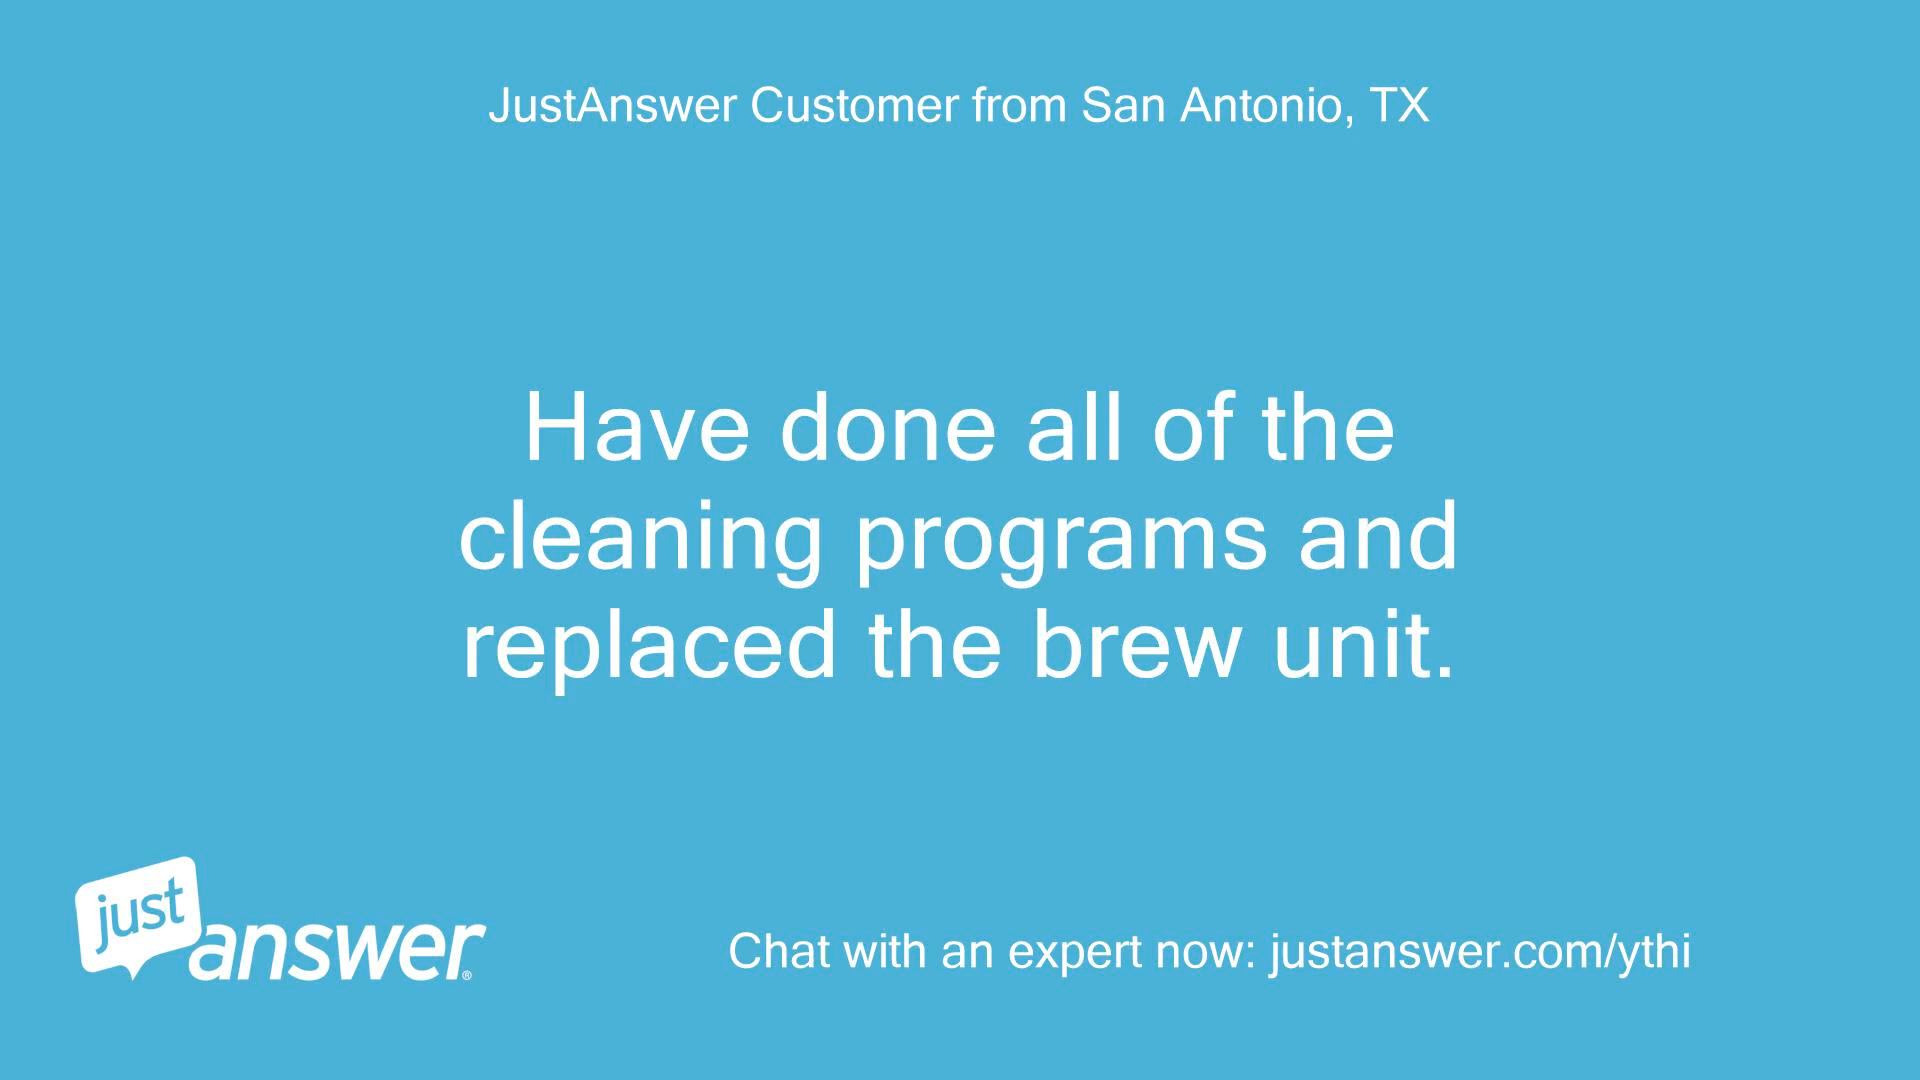 JustAnswer Customer from San Antonio, TX
Have done all of the
cleaning programs and
replaced the brew unit.
just
answer®
Chat with an expert now: justanswer.com/ythi